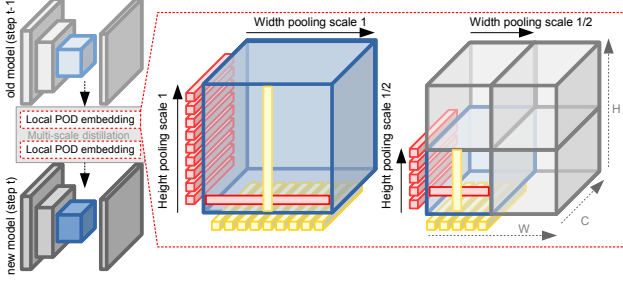 old model (step t-1)
Local POD embedding
Multi-scale distillation
Local POD embedding
new model (step t)
Width pooling scale 1
Height pooling scale 1
Width pooling scale 1/2
Height pooling scale 1/2
H
W
C